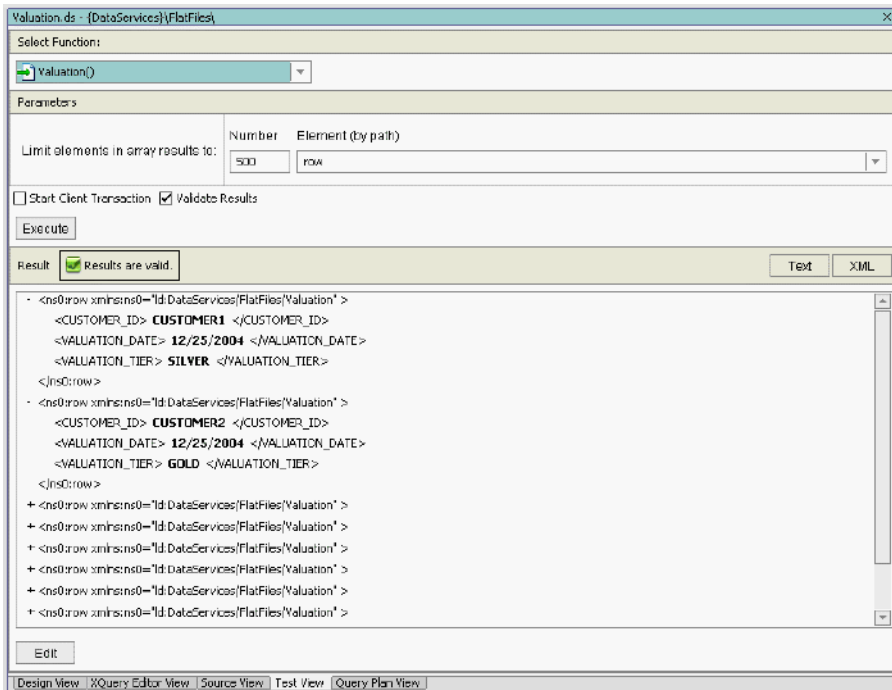 Valuation.ds - {DataServices}\FlatFiles\
Select Function:
Valuation()
Parameters
Limit elements in array results to:
Number Element (by path)
500 row
Start Client Transaction Validate Results
Execute
Result Results are valid. Text XML
- <ns0:row xmlns:ns0="ld:DataServices/FlatFiles/Valuation" >
<CUSTOMER_ID> CUSTOMER1 </CUSTOMER_ID>
<VALUATION_DATE> 12/25/2004 </VALUATION_DATE>
<VALUATION_TIER> SILVER </VALUATION_TIER>
</ns0:row>
- <ns0:row xmlns:ns0="ld:DataServices/FlatFiles/Valuation" >
<CUSTOMER_ID> CUSTOMER2 </CUSTOMER_ID>
<VALUATION_DATE> 12/25/2004 </VALUATION_DATE>
<VALUATION_TIER> GOLD </VALUATION_TIER>
</ns0:row>
+ <ns0:row xmlns:ns0="ld:DataServices/FlatFiles/Valuation" >
+ <ns0:row xmlns:ns0="ld:DataServices/FlatFiles/Valuation" >
+ <ns0:row xmlns:ns0="ld:DataServices/FlatFiles/Valuation" >
+ <ns0:row xmlns:ns0="ld:DataServices/FlatFiles/Valuation" >
+ <ns0:row xmlns:ns0="ld:DataServices/FlatFiles/Valuation" >
+ <ns0:row xmlns:ns0="ld:DataServices/FlatFiles/Valuation" >
Edit
Design View XQuery Editor View Source View Test View Query Plan View